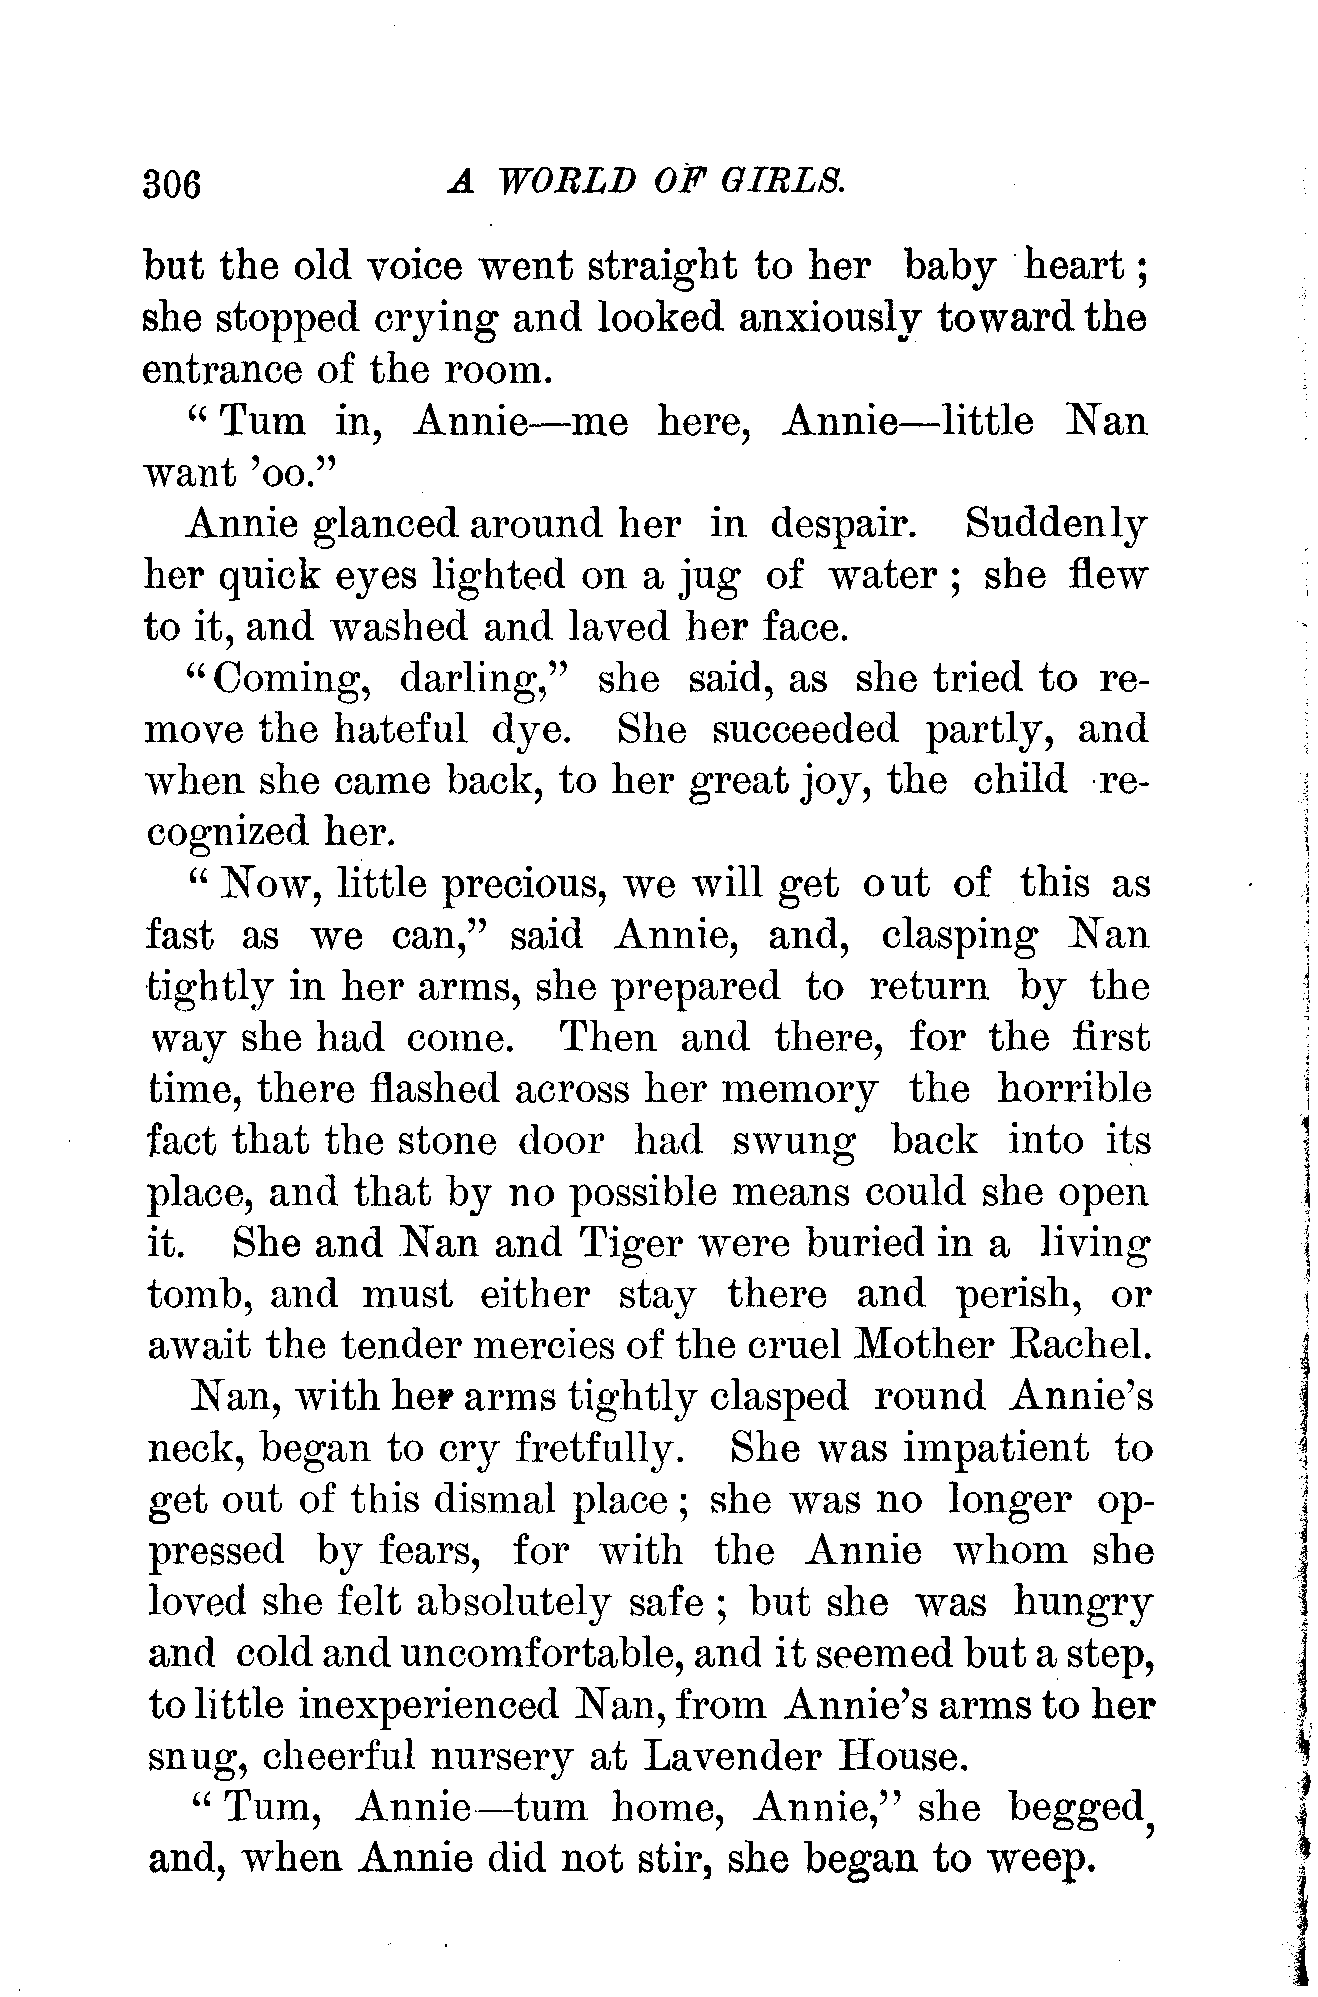 306 A WORLD OF GIRLS.
but the old voice went straight to her baby heart ;
she stopped crying and looked anxiously toward the
entrance of the room.
“ Tum in, Annie—me here, Annie—little Nan
want ’oo.”
Annie glanced around her in despair. Suddenly
her quick eyes lighted on a jug of water ; she flew
to it, and washed and laved her face.
“Coming, darling,” she said, as she tried to re-
move the hateful dye. She succeeded partly, and
when she came back, to her great joy, the child re-
cognized her.
“ Now, little precious, we will get out of this as
fast as we can,” said Annie, and, clasping Nan
tightly in her arms, she prepared to return by the
way she had come. Then and there, for the first
time, there flashed across her memory the horrible
fact that the stone door had swung back into its
place, and that by no possible means could she open
it. She and Nan and Tiger were buried in a living
tomb, and must either stay there and perish, or
await the tender mercies of the cruel Mother Rachel.
Nan, with her arms tightly clasped round Annie’s
neck, began to cry fretfully. She was impatient to
get out of this dismal place ; she was no longer op-
pressed by fears, for with the Annie whom she
loved she felt absolutely safe ; but she was hungry
and cold and uncomfortable, and it seemed but a step,
to little inexperienced Nan, from Annie’s arms to her
snug, cheerful nursery at Lavender House.
“ Tum, Annie—tum home, Annie,” she begged,
and, when Annie did not stir, she began to weep.